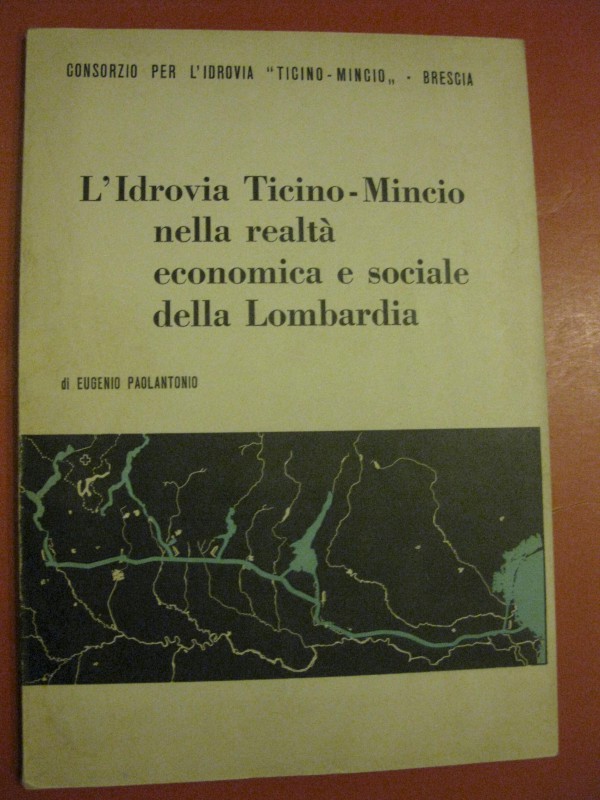 CONSORZIO PER L'IDROVIA "TICINO-MINCIO„ - BRESCIA
L'Idrovia Ticino-Mincio
nella realtà
economica e sociale
della Lombardia
di EUGENIO PAOLANTONIO